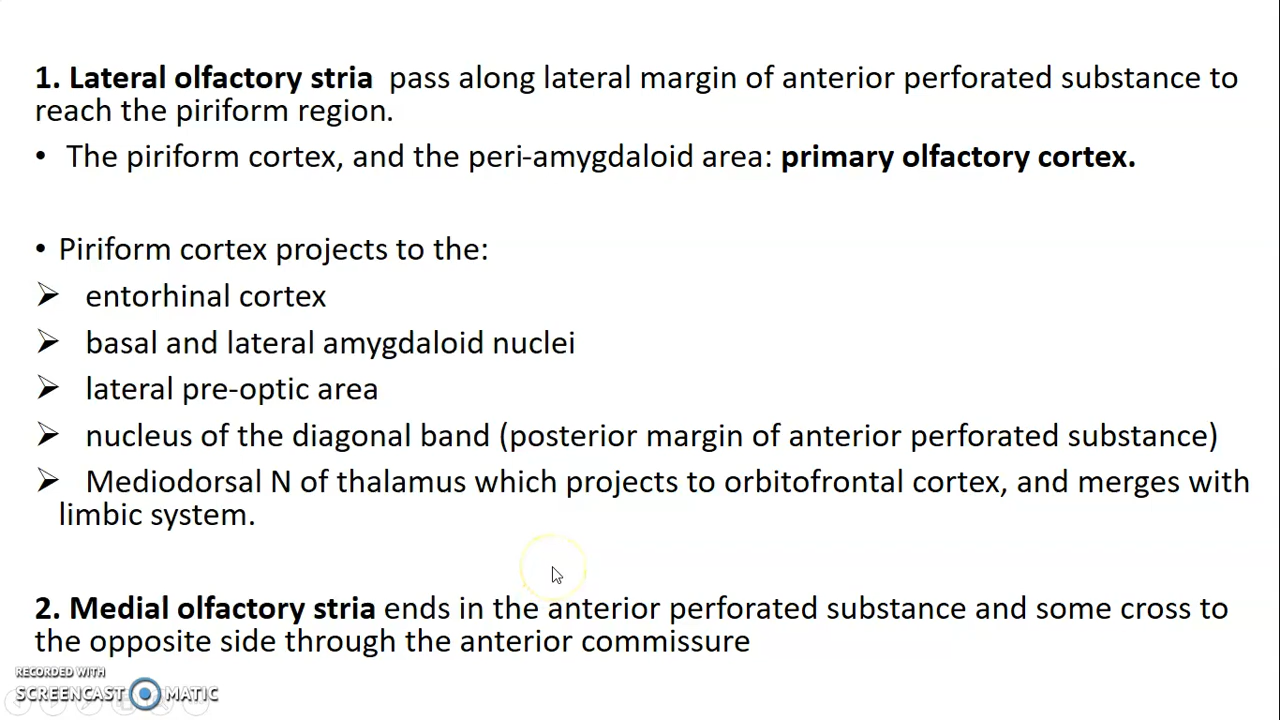 1. Lateral olfactory stria pass along lateral margin of anterior perforated substance to
reach the piriform region.
• The piriform cortex, and the peri-amygdaloid area: primary olfactory cortex.
• Piriform cortex projects to the:
➢ entorhinal cortex
➢ basal and lateral amygdaloid nuclei
➢ lateral pre-optic area
➢ nucleus of the diagonal band (posterior margin of anterior perforated substance)
➢ Mediodorsal N of thalamus which projects to orbitofrontal cortex, and merges with
limbic system.
2. Medial olfactory stria ends in the anterior perforated substance and some cross to
the opposite side through the anterior commissure
RECORDED WITH
SCREENCAST MATIC